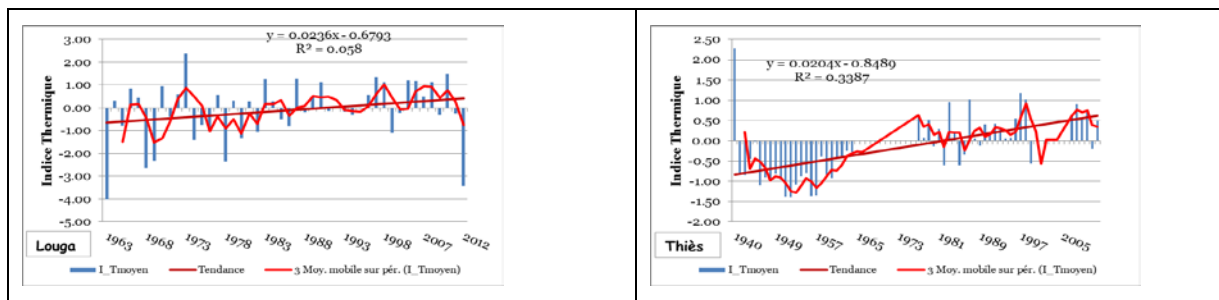 y = 0.0236x - 0.6793
R² = 0.058
Indice Thermique
3.00
2.00
1.00
0.00
-1.00
-2.00
-3.00
-4.00
-5.00
1963
1968
1973
1978
1983
1988
1993
1998
2007
2012
Louga
I_Tmoyen
Tendance
3 Moy. mobile sur pér. (I_Tmoyen)
y = 0.0204x - 0.8489
R² = 0.3387
Indice Thermique
2.50
2.00
1.50
1.00
0.50
0.00
-0.50
-1.00
-1.50
-2.00
1940
1949
1957
1965
1973
1981
1989
1997
2005
Thiès
I_Tmoyen
Tendance
3 Moy. mobile sur pér. (I_Tmoyen)